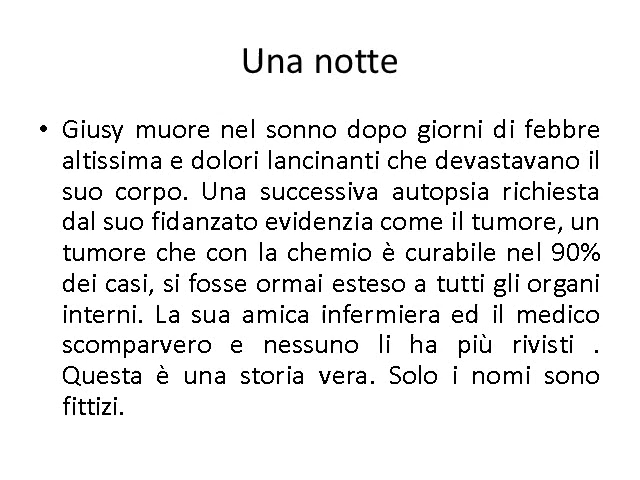 Una notte
• Giusy muore nel sonno dopo giorni di febbre
altissima e dolori lancinanti che devastavano il
suo corpo. Una successiva autopsia richiesta
dal suo fidanzato evidenzia come il tumore, un
tumore che con la chemio è curabile nel 90%
dei casi, si fosse ormai esteso a tutti gli organi
interni. La sua amica infermiera ed il medico
scomparvero e nessuno li ha più rivisti .
Questa è una storia vera. Solo i nomi sono
fittizi.